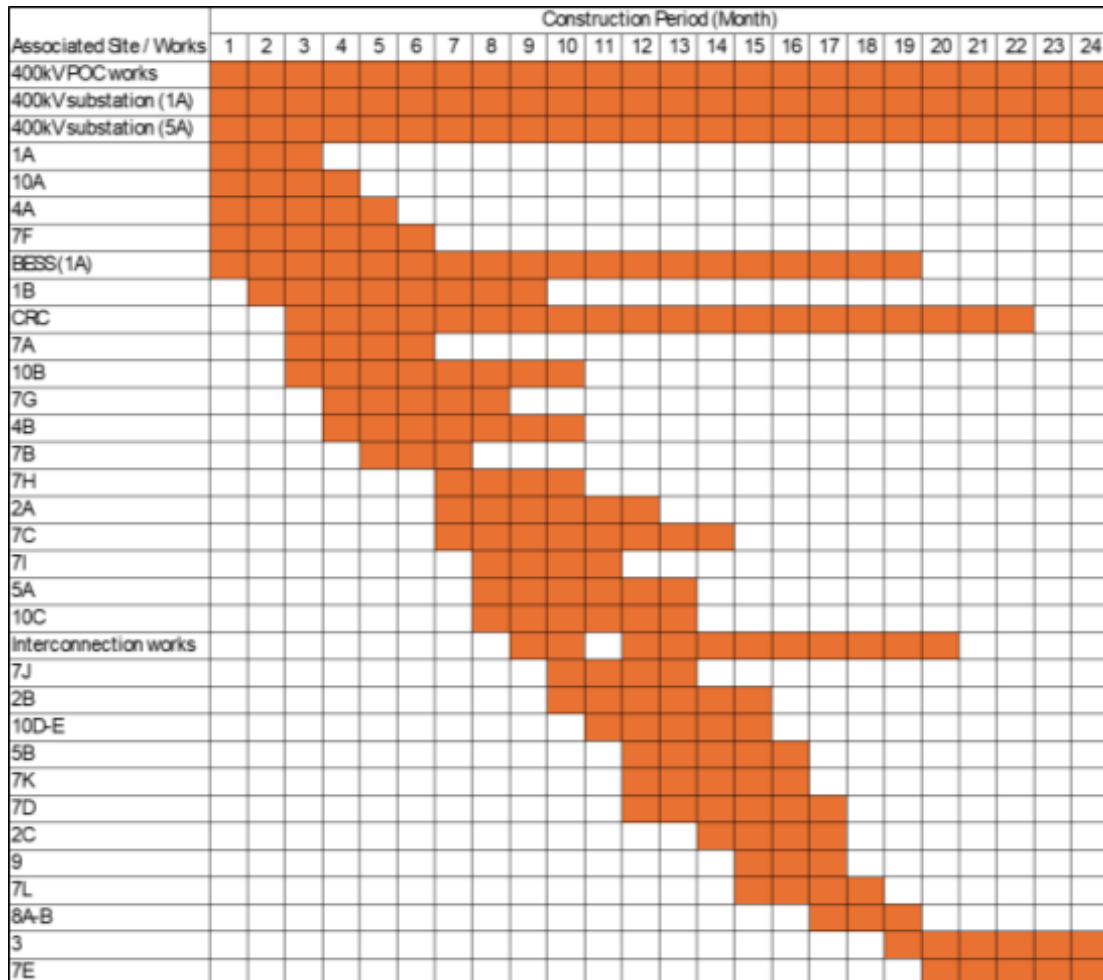 Construction Period (Month)
Associated Site / Works 1 2 3 4 5 6 7 8 9 10 11 12 13 14 15 16 17 18 19 20 21 22 23 24
400kV POC works
400kV substation (1A)
400kV substation (5A)
1A
10A
4A
7F
BESS (1A)
1B
CRC
7A
10B
7G
4B
7B
7H
2A
7C
7I
5A
10C
Interconnection works
7J
2B
10D-E
5B
7K
7D
2C
9
7L
8A-B
3
7E